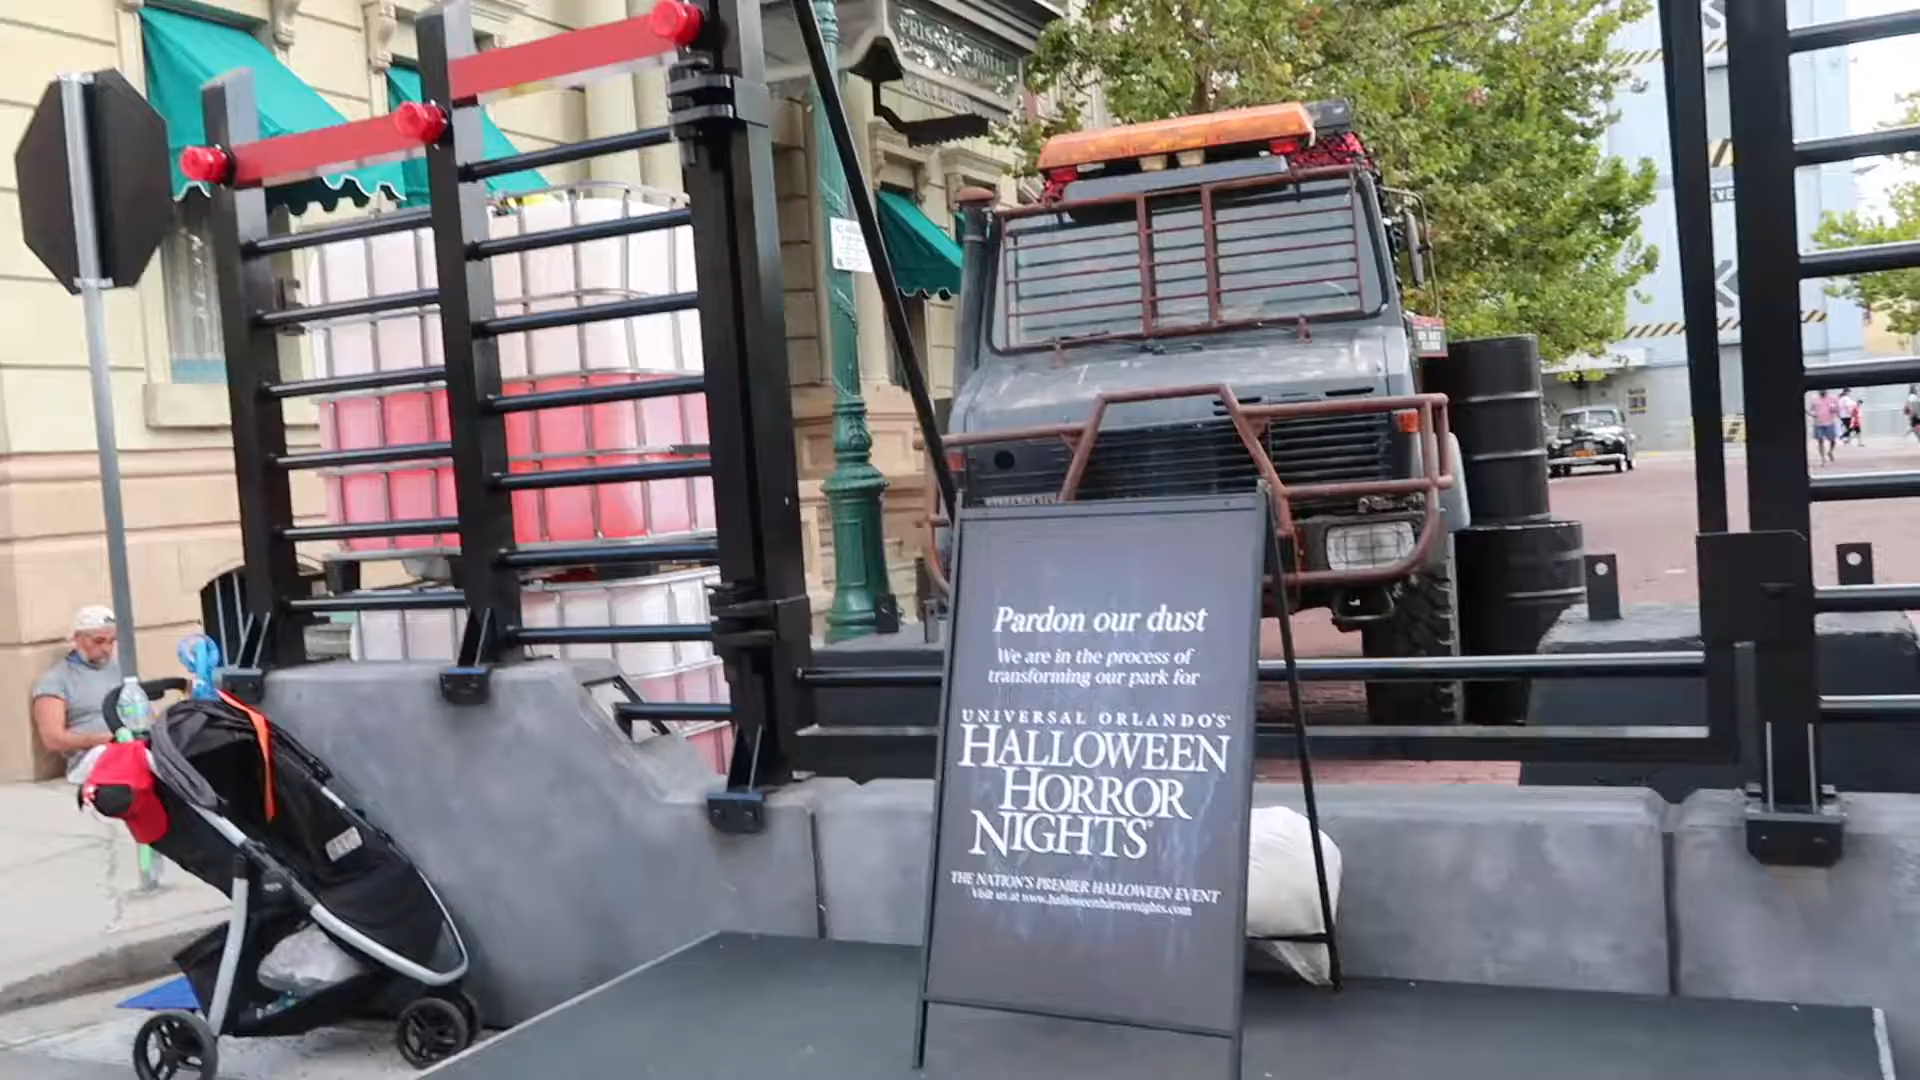 Pardon our dust
We are in the process of
transforming our park for
UNIVERSAL ORLANDO'S
HALLOWEEN
HORROR
NIGHTS®
THE NATION'S PREMIER HALLOWEEN EVENT
Visit us at www.halloweenhorrornights.com